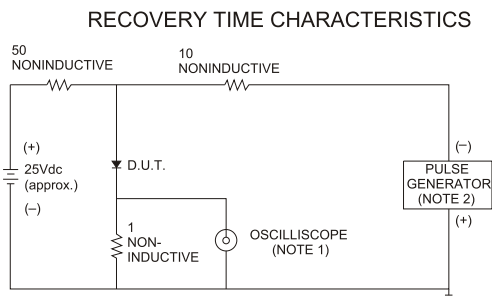 RECOVERY TIME CHARACTERISTICS
50
NONINDUCTIVE
10
NONINDUCTIVE
(+)
25Vdc
(approx.)
(–)
D.U.T.
1
NON-
INDUCTIVE
OSCILLISCOPE
(NOTE 1)
(–)
PULSE
GENERATOR
(NOTE 2)
(+)